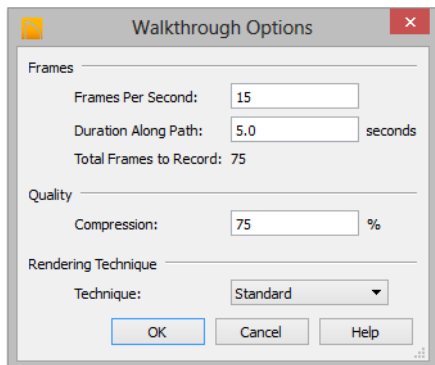 Walkthrough Options
Frames
Frames Per Second: 15
Duration Along Path: 5.0 seconds
Total Frames to Record: 75
Quality
Compression: 75 %
Rendering Technique
Technique: Standard
OK Cancel Help